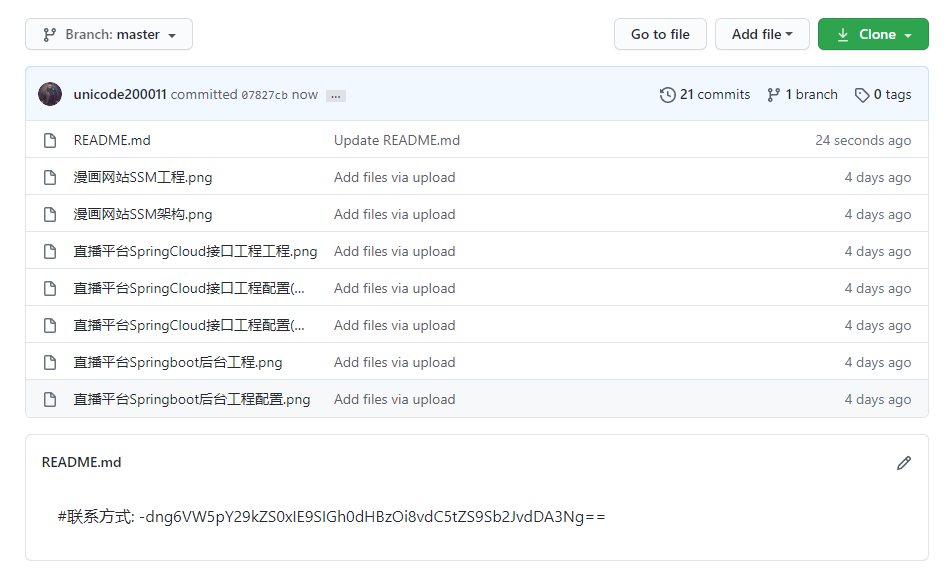 Branch: master
Go to file
Add file
Clone
unicode200011 committed 07827cb now ...
21 commits
1 branch
0 tags
README.md Update README.md 24 seconds ago
漫画网站SSM工程.png Add files via upload 4 days ago
漫画网站SSM架构.png Add files via upload 4 days ago
直播平台SpringCloud接口工程工程.png Add files via upload 4 days ago
直播平台SpringCloud接口工程配置(... Add files via upload 4 days ago
直播平台SpringCloud接口工程配置(... Add files via upload 4 days ago
直播平台Springboot后台工程.png Add files via upload 4 days ago
直播平台Springboot后台工程配置.png Add files via upload 4 days ago
README.md
#联系方式: -dng6VW5pY29kZS0xIE9SIGh0dHBzOi8vdC5tZS9Sb2JvdDA3Ng==